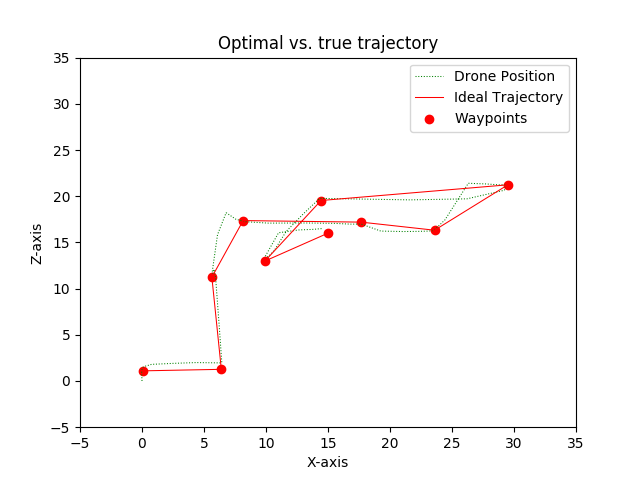 Optimal vs. true trajectory
Drone Position
Ideal Trajectory
Waypoints
35
30
25
20
15
10
5
0
−5
Z-axis
−5 0 5 10 15 20 25 30 35
X-axis